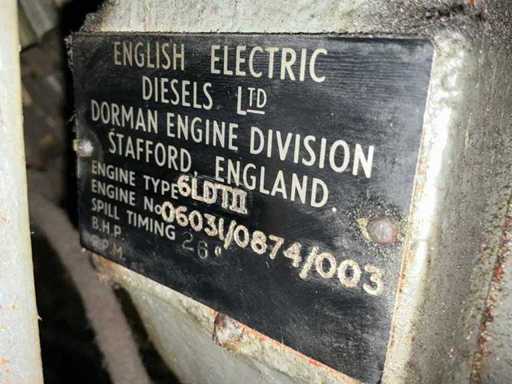 ENGLISH ELECTRIC
DIESELS LTD
DORMAN ENGINE DIVISION
STAFFORD, ENGLAND
ENGINE TYPE 6LDTII
ENGINE No 06031/0874/003
SPILL TIMING 26°
B.H.P.
R.P.M.